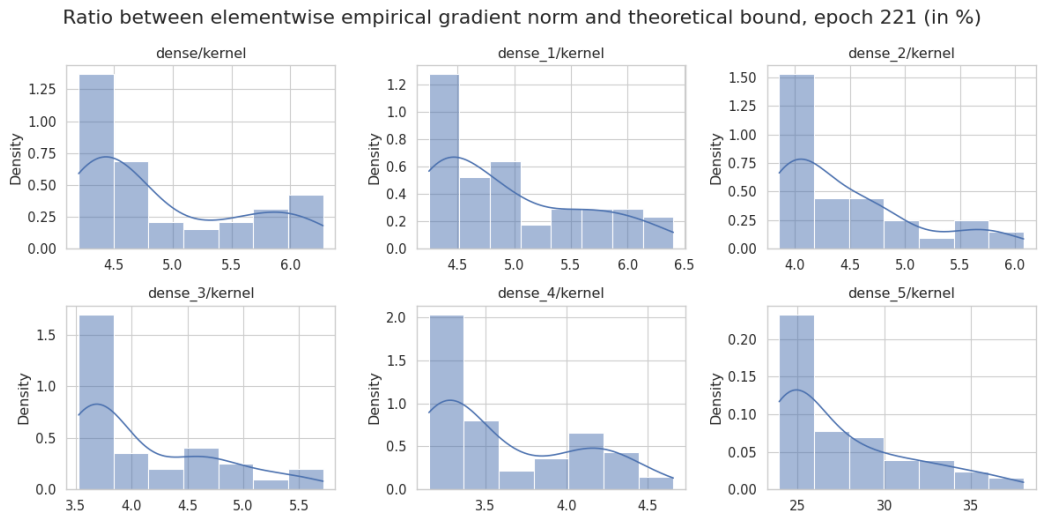 Ratio between elementwise empirical gradient norm and theoretical bound, epoch 221 (in %)
dense/kernel
dense_1/kernel
dense_2/kernel
Density
1.25
1.00
0.75
0.50
0.25
0.00
4.5 5.0 5.5 6.0
Density
1.2
1.0
0.8
0.6
0.4
0.2
0.0
4.5 5.0 5.5 6.0 6.5
Density
1.50
1.25
1.00
0.75
0.50
0.25
0.00
4.0 4.5 5.0 5.5 6.0
dense_3/kernel
dense_4/kernel
dense_5/kernel
Density
1.5
1.0
0.5
0.0
3.5 4.0 4.5 5.0 5.5
Density
2.0
1.5
1.0
0.5
0.0
3.5 4.0 4.5
Density
0.20
0.15
0.10
0.05
0.00
25 30 35